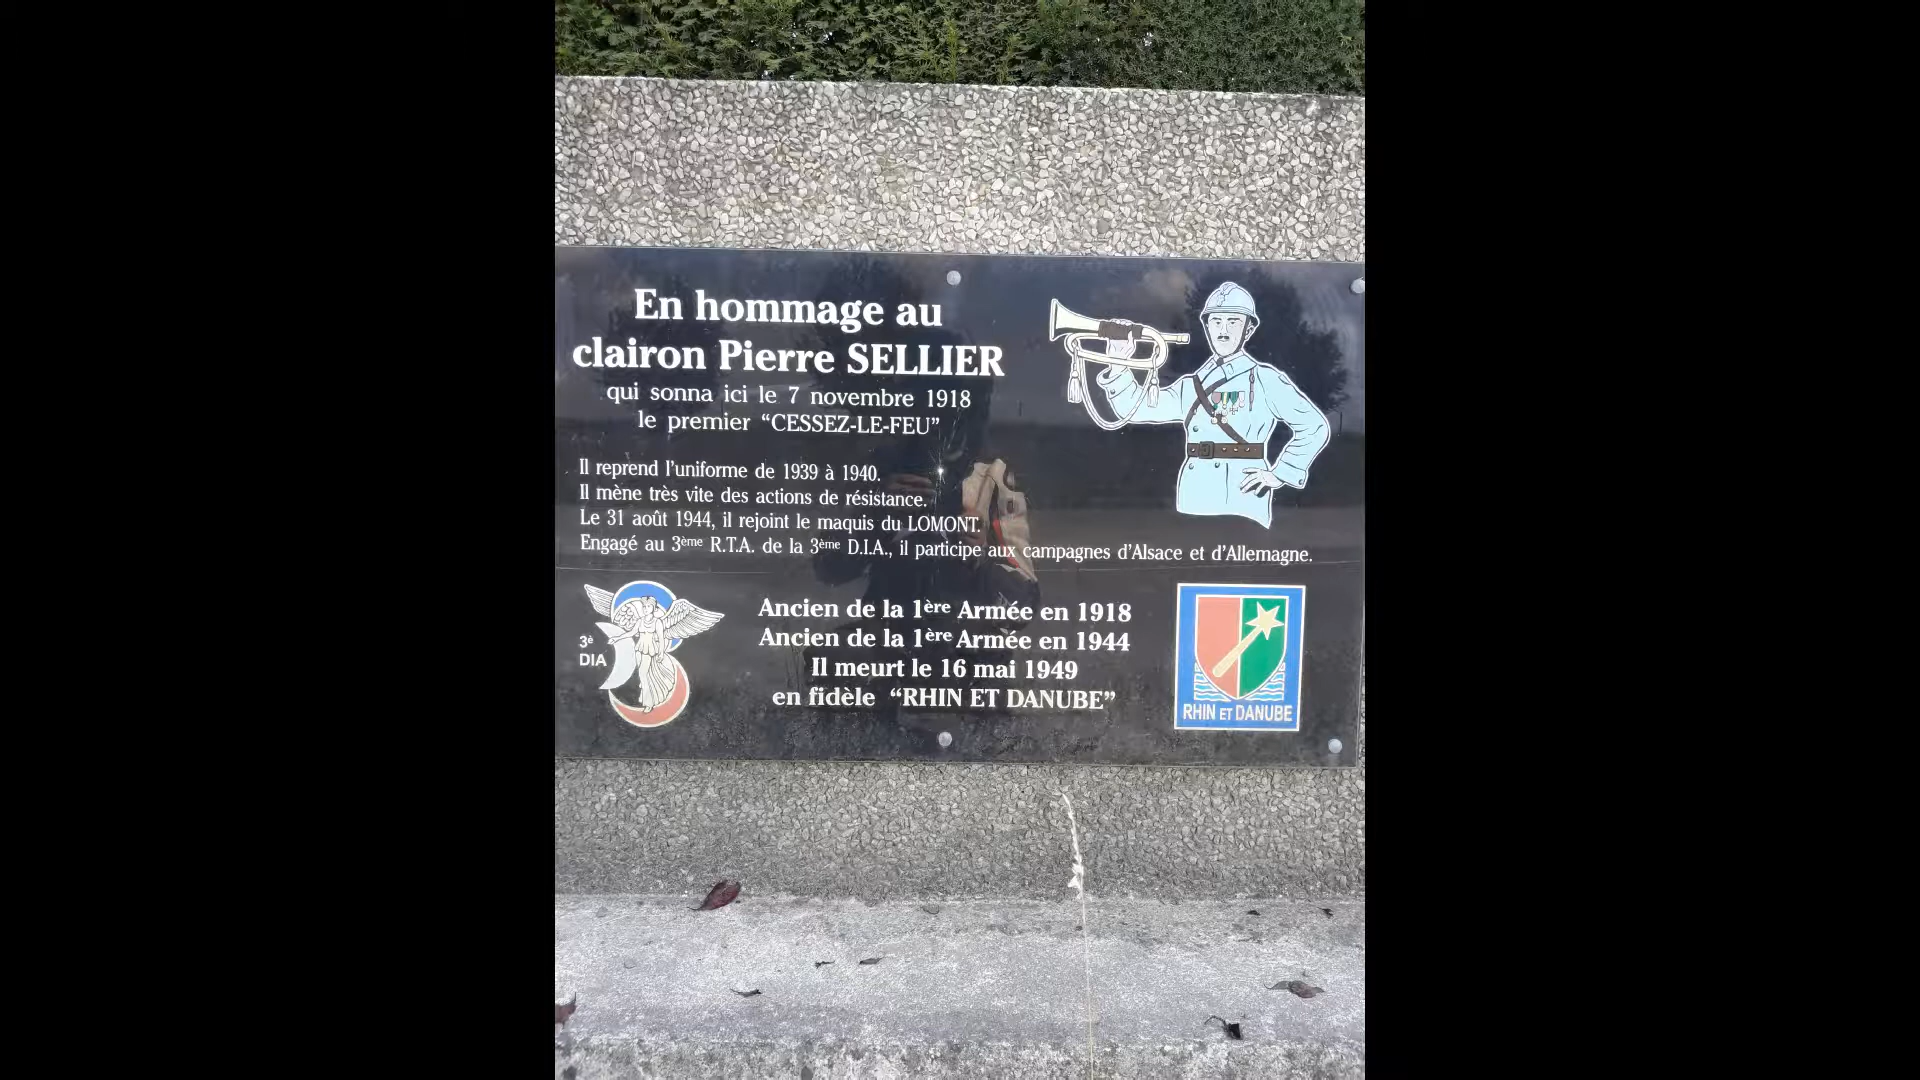 En hommage au
clairon Pierre SELLIER
qui sonna ici le 7 novembre 1918
le premier “CESSEZ-LE-FEU”
Il reprend l’uniforme de 1939 à 1940.
Il mène très vite des actions de résistance.
Le 31 août 1944, il rejoint le maquis du LOMONT.
Engagé au 3ème R.T.A. de la 3ème D.I.A., il participe aux campagnes d’Alsace et d’Allemagne.
3è
DIA
Ancien de la 1ère Armée en 1918
Ancien de la 1ère Armée en 1944
Il meurt le 16 mai 1949
en fidèle “RHIN ET DANUBE”
RHIN ET DANUBE